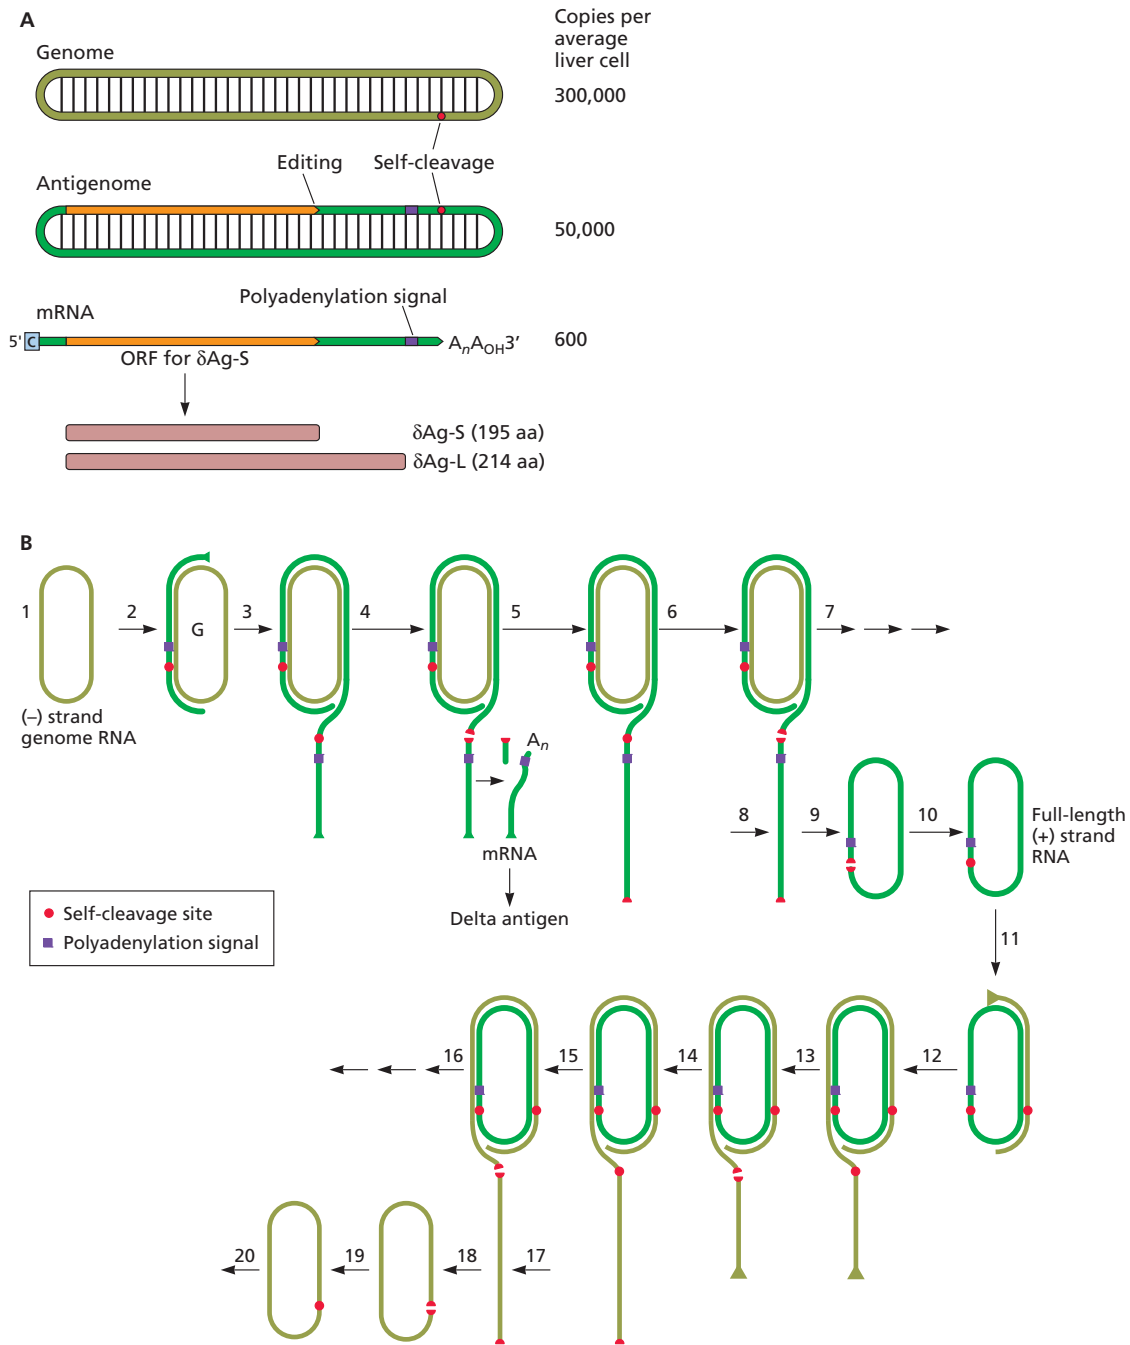 A
Copies per
average
liver cell
Genome
300,000
Editing
Self-cleavage
Antigenome
50,000
Polyadenylation signal
mRNA
5' C
AnAOH3′
600
ORF for δAg-S
δAg-S (195 aa)
δAg-L (214 aa)
B
1
2
G
3
4
5
6
7
(–) strand
genome RNA
An
mRNA
Delta antigen
8
9
10
Full-length
(+) strand
RNA
Self-cleavage site
Polyadenylation signal
11
16
15
14
13
12
20
19
18
17